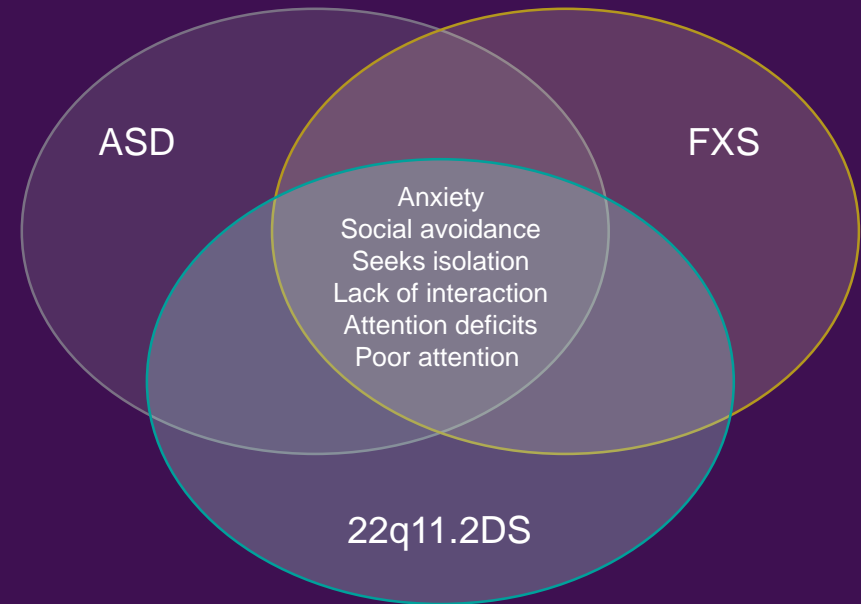 ASD
FXS
Anxiety
Social avoidance
Seeks isolation
Lack of interaction
Attention deficits
Poor attention
22q11.2DS